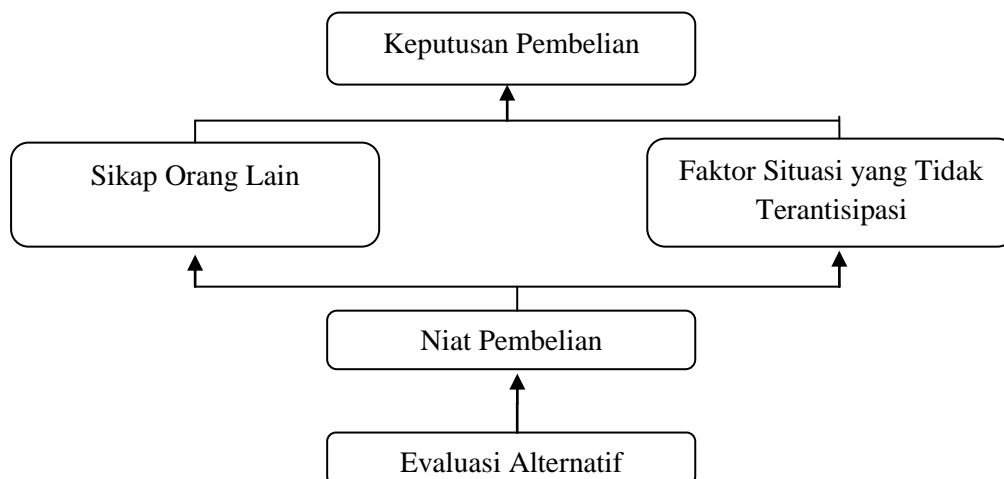 Keputusan Pembelian
Sikap Orang Lain
Faktor Situasi yang Tidak
Terantisipasi
Niat Pembelian
Evaluasi Alternatif